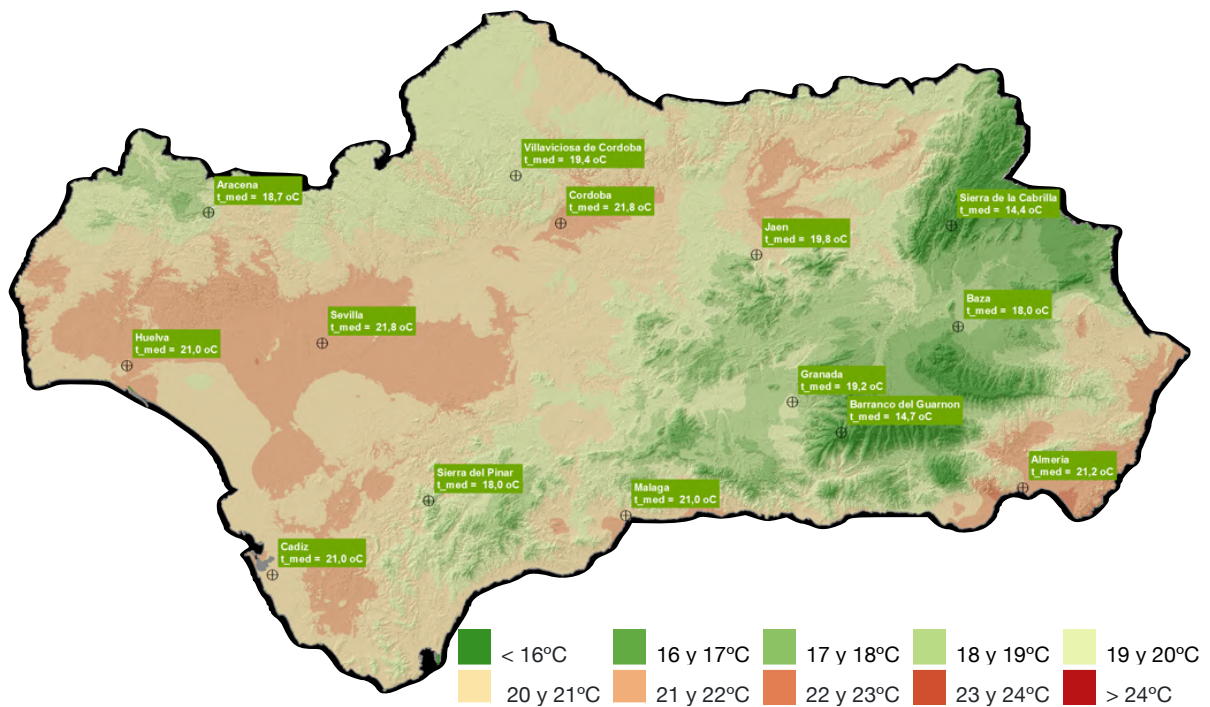 Villaviciosa de Cordoba
t_med = 19,4 oC
Aracena
t_med = 18,7 oC
Cordoba
t_med = 21,8 oC
Sierra de la Cabrilla
t_med = 14,4 oC
Jaen
t_med = 19,8 oC
Baza
t_med = 18,0 oC
Sevilla
t_med = 21,8 oC
Huelva
t_med = 21,0 oC
Granada
t_med = 19,2 oC
Barranco del Guarnon
t_med = 14,7 oC
Almeria
t_med = 21,2 oC
Sierra del Pinar
t_med = 18,0 oC
Malaga
t_med = 21,0 oC
Cadiz
t_med = 21,0 oC
< 16ºC 16 y 17ºC 17 y 18ºC 18 y 19ºC 19 y 20ºC
20 y 21ºC 21 y 22ºC 22 y 23ºC 23 y 24ºC > 24ºC